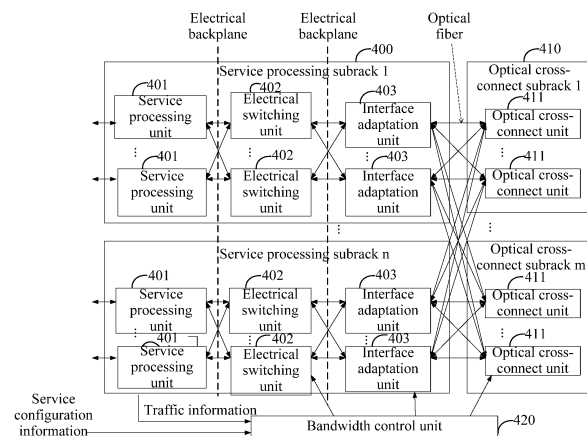 Electrical
backplane
Electrical
backplane
Optical
fiber
400
410
Service processing subrack 1
Optical cross-
connect subrack 1
401
402
403
411
Service
processing
unit
Electrical
switching
unit
Interface
adaptation
unit
Optical cross-
connect unit
...
...
...
...
401
402
403
411
Service
processing
unit
Electrical
switching
unit
Interface
adaptation
unit
Optical cross-
connect unit
...
...
Service processing subrack n
Optical cross-
connect subrack m
401
402
403
411
Service
processing
unit
Electrical
switching
unit
Interface
adaptation
unit
Optical cross-
connect unit
...
...
...
...
401
402
403
411
Service
processing
unit
Electrical
switching
unit
Interface
adaptation
unit
Optical cross-
connect unit
Service
configuration
information
Traffic information
Bandwidth control unit
420